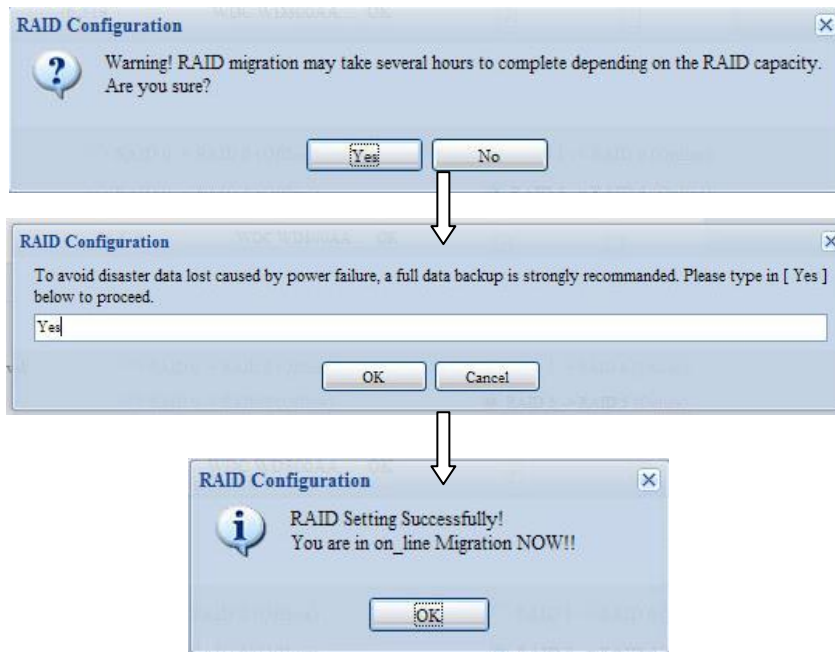 RAID Configuration
Warning! RAID migration may take several hours to complete depending on the RAID capacity.
Are you sure?
Yes
No
RAID Configuration
To avoid disaster data lost caused by power failure, a full data backup is strongly recommanded. Please type in [ Yes ]
below to proceed.
Yes
OK
Cancel
RAID Configuration
RAID Setting Successfully!
You are in on_line Migration NOW!!
OK